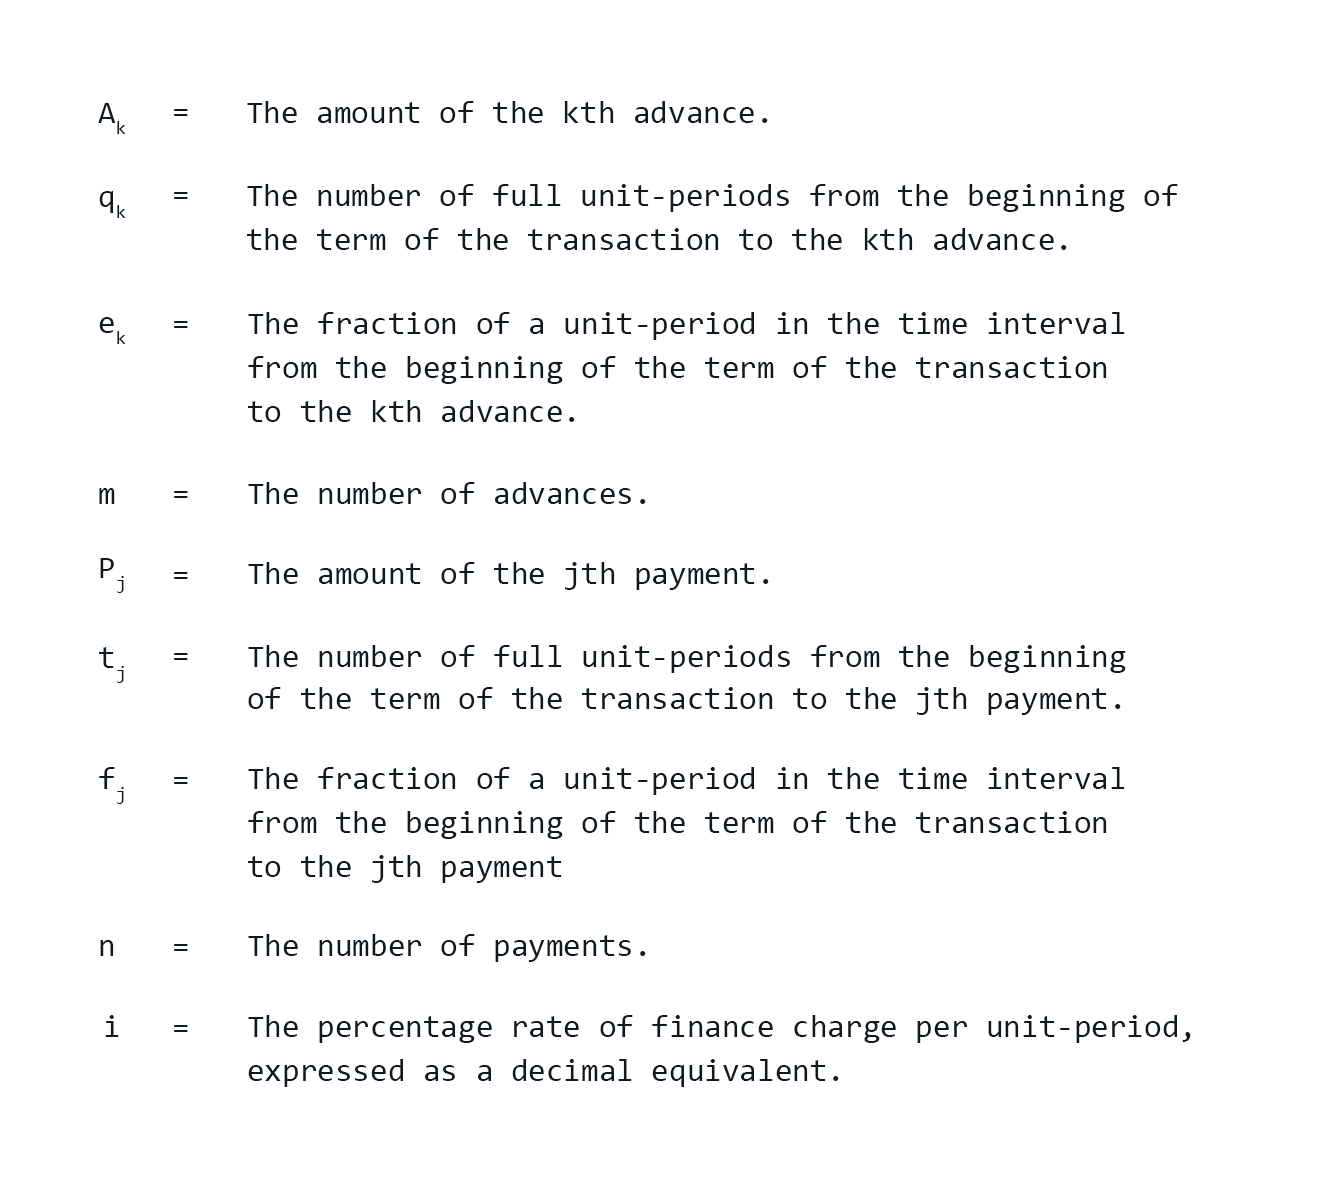 A_k = The amount of the kth advance.
q_k = The number of full unit-periods from the beginning of
the term of the transaction to the kth advance.
e_k = The fraction of a unit-period in the time interval
from the beginning of the term of the transaction
to the kth advance.
m = The number of advances.
P_j = The amount of the jth payment.
t_j = The number of full unit-periods from the beginning
of the term of the transaction to the jth payment.
f_j = The fraction of a unit-period in the time interval
from the beginning of the term of the transaction
to the jth payment
n = The number of payments.
i = The percentage rate of finance charge per unit-period,
expressed as a decimal equivalent.